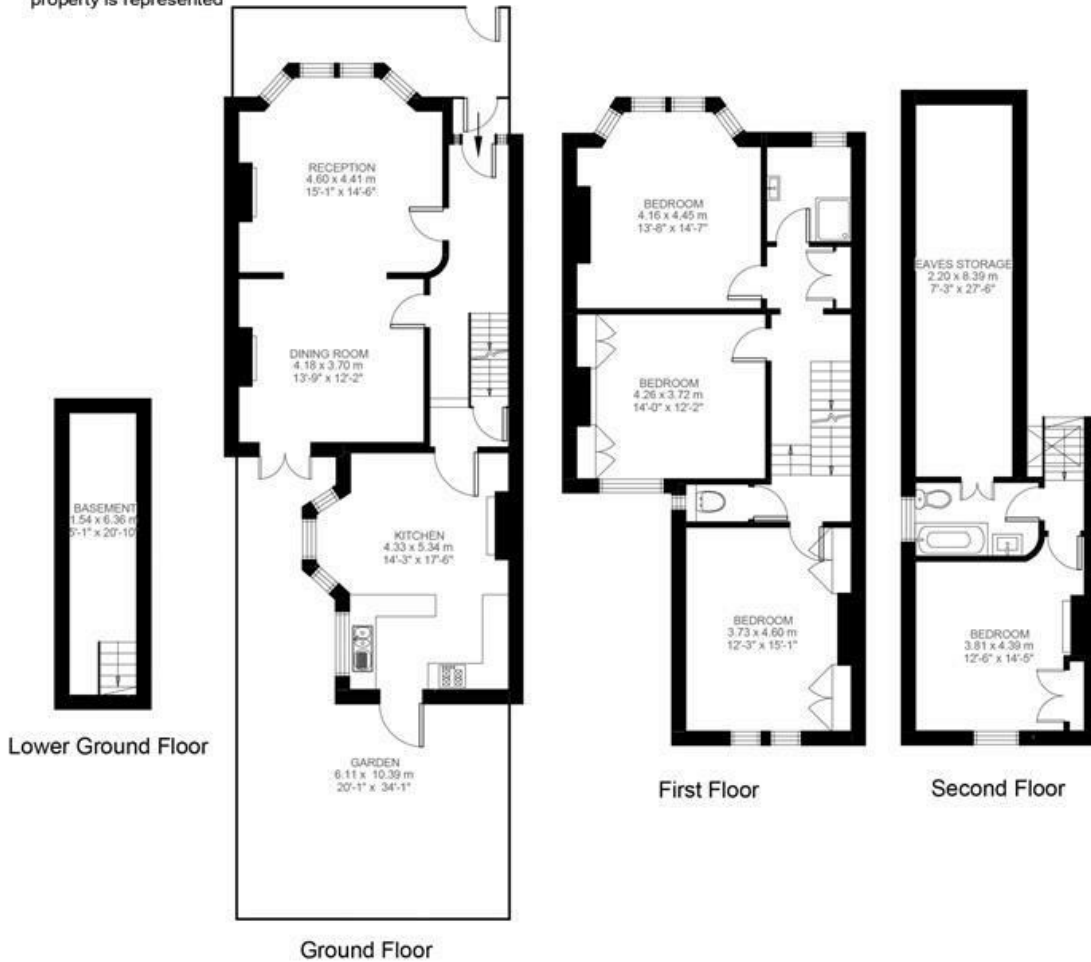 property is represented
RECEPTION
4.60 x 4.41 m
15'-1" x 14'-6"
DINING ROOM
4.18 x 3.70 m
13'-9" x 12'-2"
KITCHEN
4.33 x 5.34 m
14'-3" x 17'-6"
GARDEN
6.11 x 10.39 m
20'-1" x 34'-1"
Ground Floor
BASEMENT
1.54 x 6.36 m
5'-1" x 20'-10"
Lower Ground Floor
BEDROOM
4.16 x 4.45 m
13'-8" x 14'-7"
BEDROOM
4.26 x 3.72 m
14'-0" x 12'-2"
BEDROOM
3.73 x 4.60 m
12'-3" x 15'-1"
First Floor
EAVES STORAGE
2.20 x 8.39 m
7'-3" x 27'-6"
BEDROOM
3.81 x 4.39 m
12'-6" x 14'-5"
Second Floor